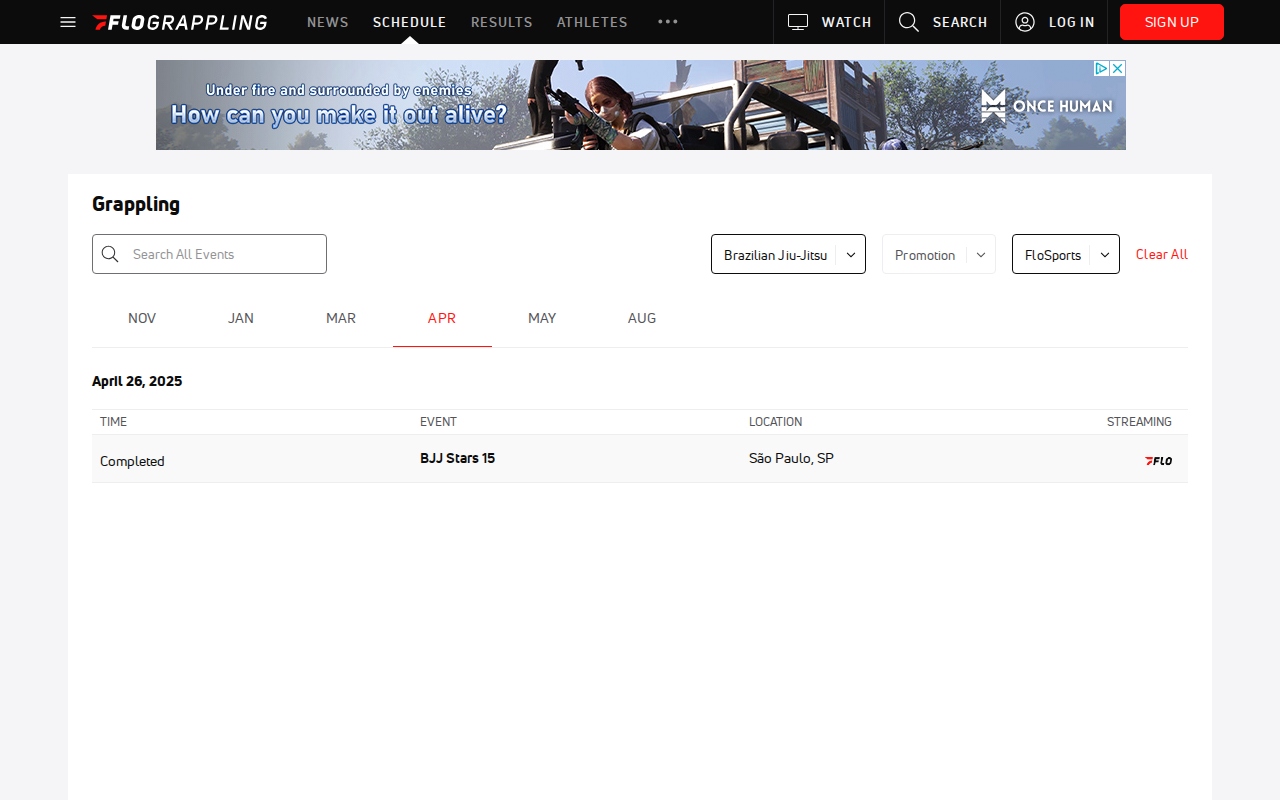 FLOGRAPPLING NEWS SCHEDULE RESULTS ATHLETES WATCH SEARCH LOG IN SIGN UP
Under fire and surrounded by enemies
How can you make it out alive?
ONCE HUMAN
Grappling
Search All Events Brazilian Jiu-Jitsu Promotion FloSports Clear All
NOV JAN MAR APR MAY AUG
April 26, 2025
TIME EVENT LOCATION STREAMING
Completed BJJ Stars 15 São Paulo, SP FLO